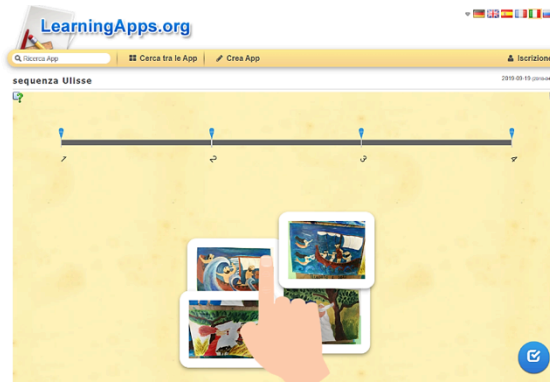 LearningApps.org
Ricerca App
Cerca tra le App
Crea App
Iscrizione
sequenza Ulisse
2019-09-19
1
2
3
4